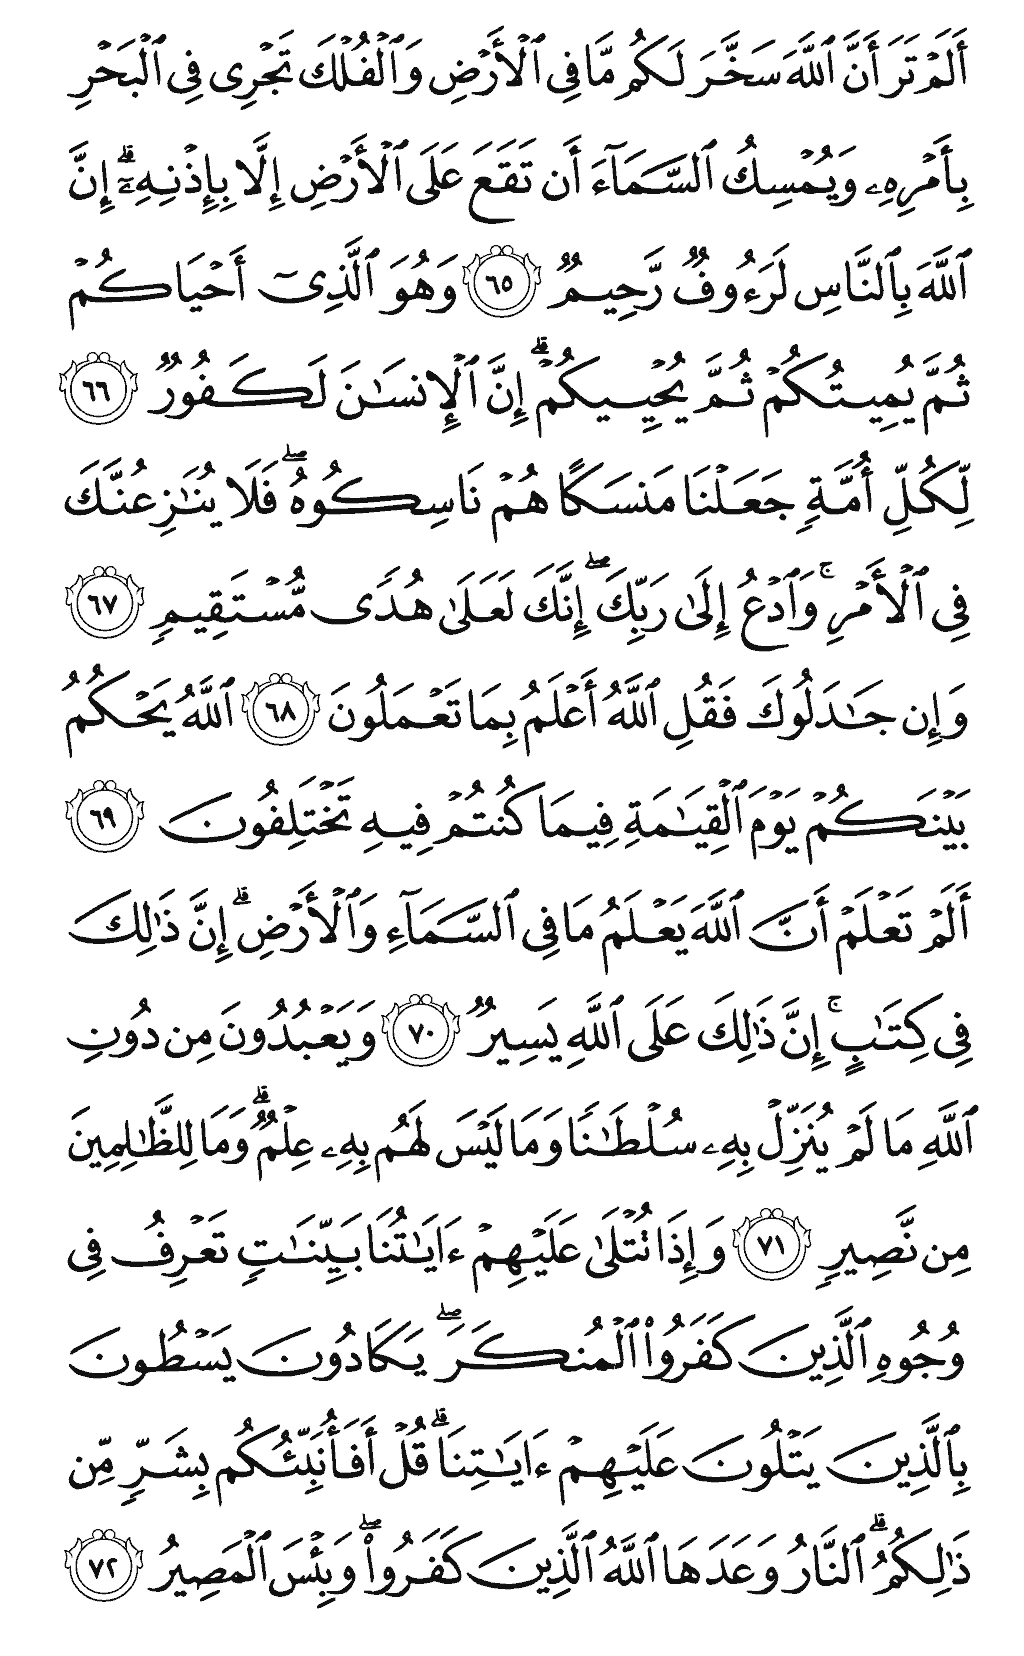 أَلَمْ تَرَ أَنَّ ٱللَّهَ سَخَّرَ لَكُم مَّا فِى ٱلْأَرْضِ وَٱلْفُلْكَ تَجْرِى فِى ٱلْبَحْرِ
بِأَمْرِهِۦ وَيُمْسِكُ ٱلسَّمَآءَ أَن تَقَعَ عَلَى ٱلْأَرْضِ إِلَّا بِإِذْنِهِۦٓ ۗ إِنَّ
ٱللَّهَ بِٱلنَّاسِ لَرَءُوفٌ رَّحِيمٌ ٦٥ وَهُوَ ٱلَّذِىٓ أَحْيَاكُمْ
ثُمَّ يُمِيتُكُمْ ثُمَّ يُحْيِيكُمْ ۗ إِنَّ ٱلْإِنسَـٰنَ لَكَفُورٌ ٦٦
لِّكُلِّ أُمَّةٍ جَعَلْنَا مَنسَكًا هُمْ نَاسِكُوهُ ۖ فَلَا يُنَـٰزِعُنَّكَ
فِى ٱلْأَمْرِ ۚ وَٱدْعُ إِلَىٰ رَبِّكَ ۖ إِنَّكَ لَعَلَىٰ هُدًى مُّسْتَقِيمٍ ٦٧
وَإِن جَـٰدَلُوكَ فَقُلِ ٱللَّهُ أَعْلَمُ بِمَا تَعْمَلُونَ ٦٨ ٱللَّهُ يَحْكُمُ
بَيْنَكُمْ يَوْمَ ٱلْقِيَـٰمَةِ فِيمَا كُنتُمْ فِيهِ تَخْتَلِفُونَ ٦٩
أَلَمْ تَعْلَمْ أَنَّ ٱللَّهَ يَعْلَمُ مَا فِى ٱلسَّمَآءِ وَٱلْأَرْضِ ۗ إِنَّ ذَٰلِكَ
فِى كِتَـٰبٍ ۚ إِنَّ ذَٰلِكَ عَلَى ٱللَّهِ يَسِيرٌ ٧٠ وَيَعْبُدُونَ مِن دُونِ
ٱللَّهِ مَا لَمْ يُنَزِّلْ بِهِۦ سُلْطَـٰنًا وَمَا لَيْسَ لَهُم بِهِۦ عِلْمٌ ۗ وَمَا لِلظَّـٰلِمِينَ
مِن نَّصِيرٍ ٧١ وَإِذَا تُتْلَىٰ عَلَيْهِمْ ءَايَـٰتُنَا بَيِّنَـٰتٍ تَعْرِفُ فِى
وُجُوهِ ٱلَّذِينَ كَفَرُوا۟ ٱلْمُنكَرَ ۖ يَكَادُونَ يَسْطُونَ
بِٱلَّذِينَ يَتْلُونَ عَلَيْهِمْ ءَايَـٰتِنَا ۗ قُلْ أَفَأُنَبِّئُكُم بِشَرٍّ مِّن
ذَٰلِكُمُ ۗ ٱلنَّارُ وَعَدَهَا ٱللَّهُ ٱلَّذِينَ كَفَرُوا۟ ۖ وَبِئْسَ ٱلْمَصِيرُ ٧٢